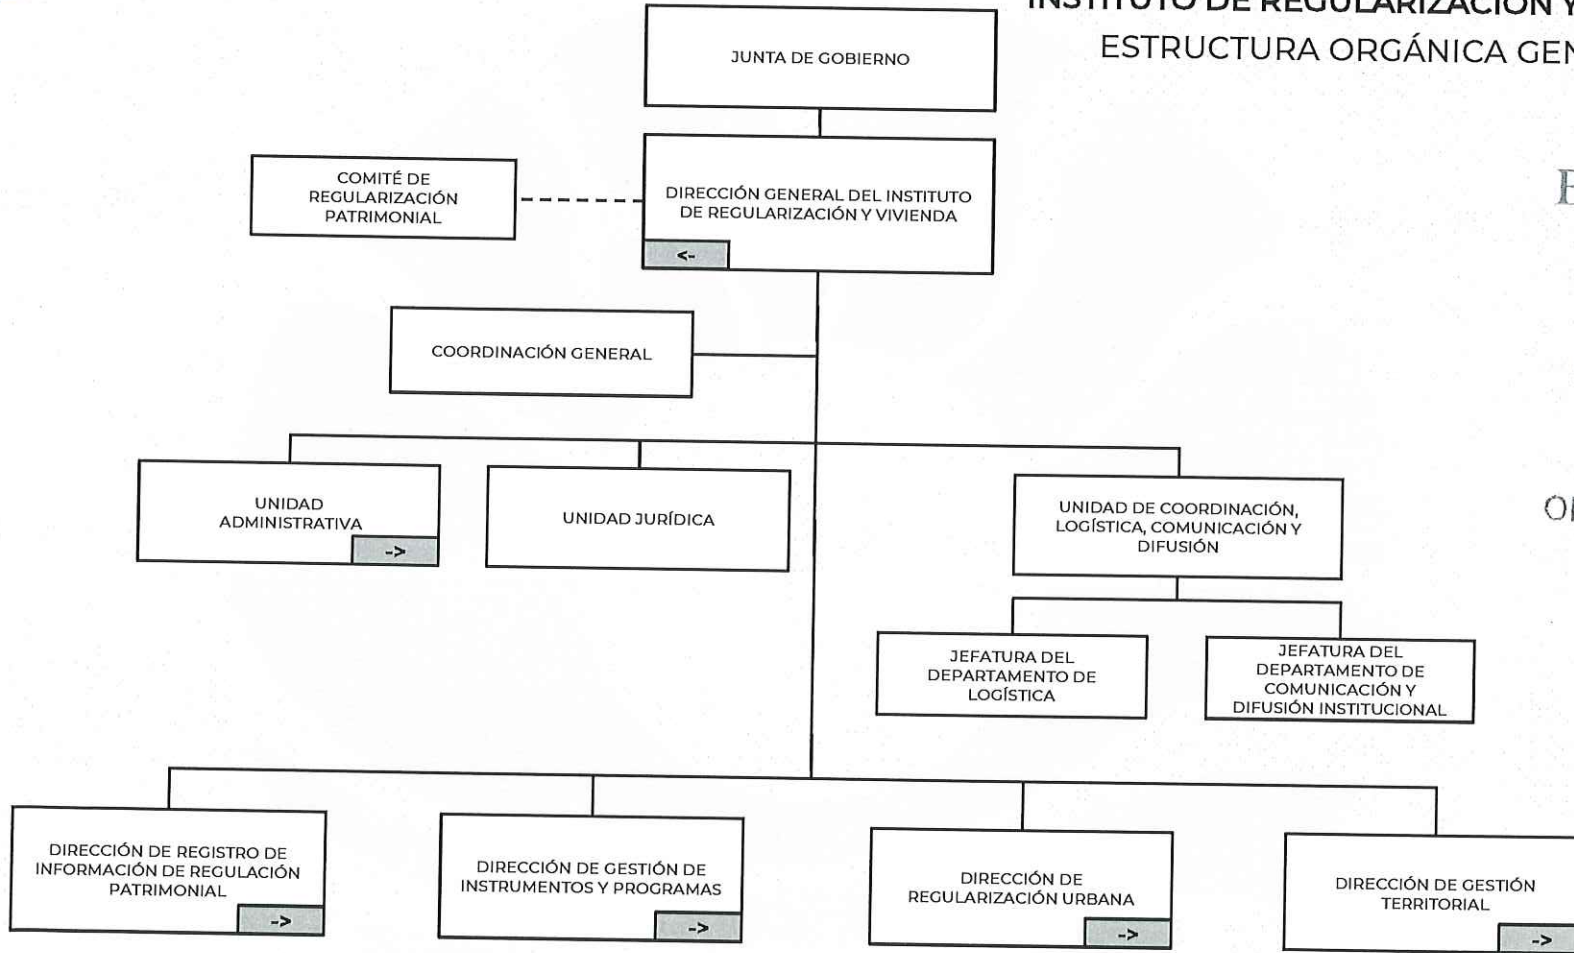 INSTITUTO DE REGULARIZACIÓN Y
ESTRUCTURA ORGÁNICA GEN
JUNTA DE GOBIERNO
COMITÉ DE
REGULARIZACIÓN
PATRIMONIAL
DIRECCIÓN GENERAL DEL INSTITUTO
DE REGULARIZACIÓN Y VIVIENDA
<-
COORDINACIÓN GENERAL
UNIDAD
ADMINISTRATIVA
->
UNIDAD JURÍDICA
UNIDAD DE COORDINACIÓN,
LOGÍSTICA, COMUNICACIÓN Y
DIFUSIÓN
JEFATURA DEL
DEPARTAMENTO DE
LOGÍSTICA
JEFATURA DEL
DEPARTAMENTO DE
COMUNICACIÓN Y
DIFUSIÓN INSTITUCIONAL
DIRECCIÓN DE REGISTRO DE
INFORMACIÓN DE REGULACIÓN
PATRIMONIAL
->
DIRECCIÓN DE GESTIÓN DE
INSTRUMENTOS Y PROGRAMAS
->
DIRECCIÓN DE
REGULARIZACIÓN URBANA
->
DIRECCIÓN DE GESTIÓN
TERRITORIAL
->